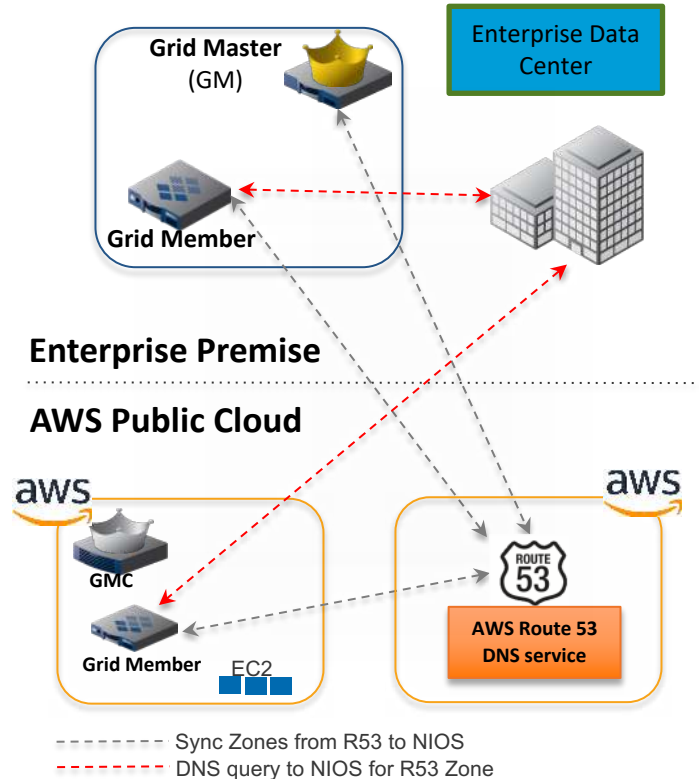 Grid Master
(GM)
Enterprise Data
Center
Grid Member
Enterprise Premise
AWS Public Cloud
aws
aws
GMC
ROUTE
53
Grid Member
EC2
AWS Route 53
DNS service
Sync Zones from R53 to NIOS
DNS query to NIOS for R53 Zone